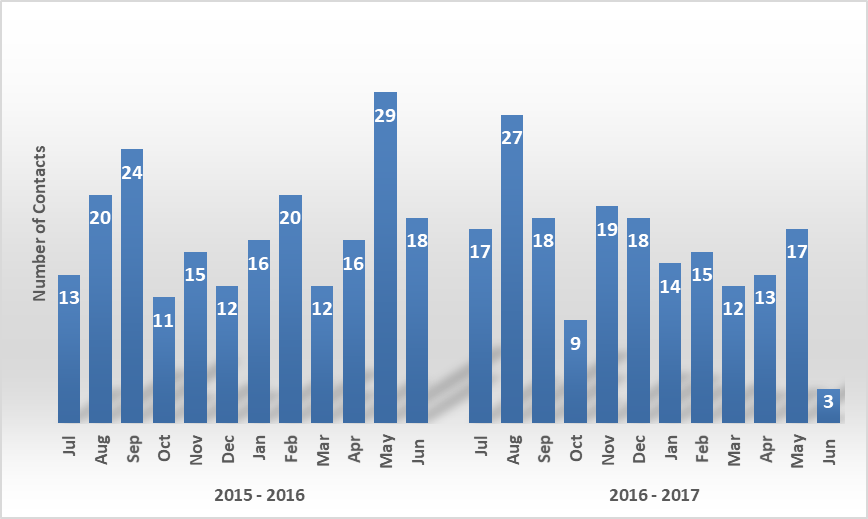 Number of Contacts
13 20 24 11 15 12 16 20 12 16 29 18 17 27 18 9 19 18 14 15 12 13 17 3
Jul Aug Sep Oct Nov Dec Jan Feb Mar Apr May Jun Jul Aug Sep Oct Nov Dec Jan Feb Mar Apr May Jun
2015 - 2016 2016 - 2017